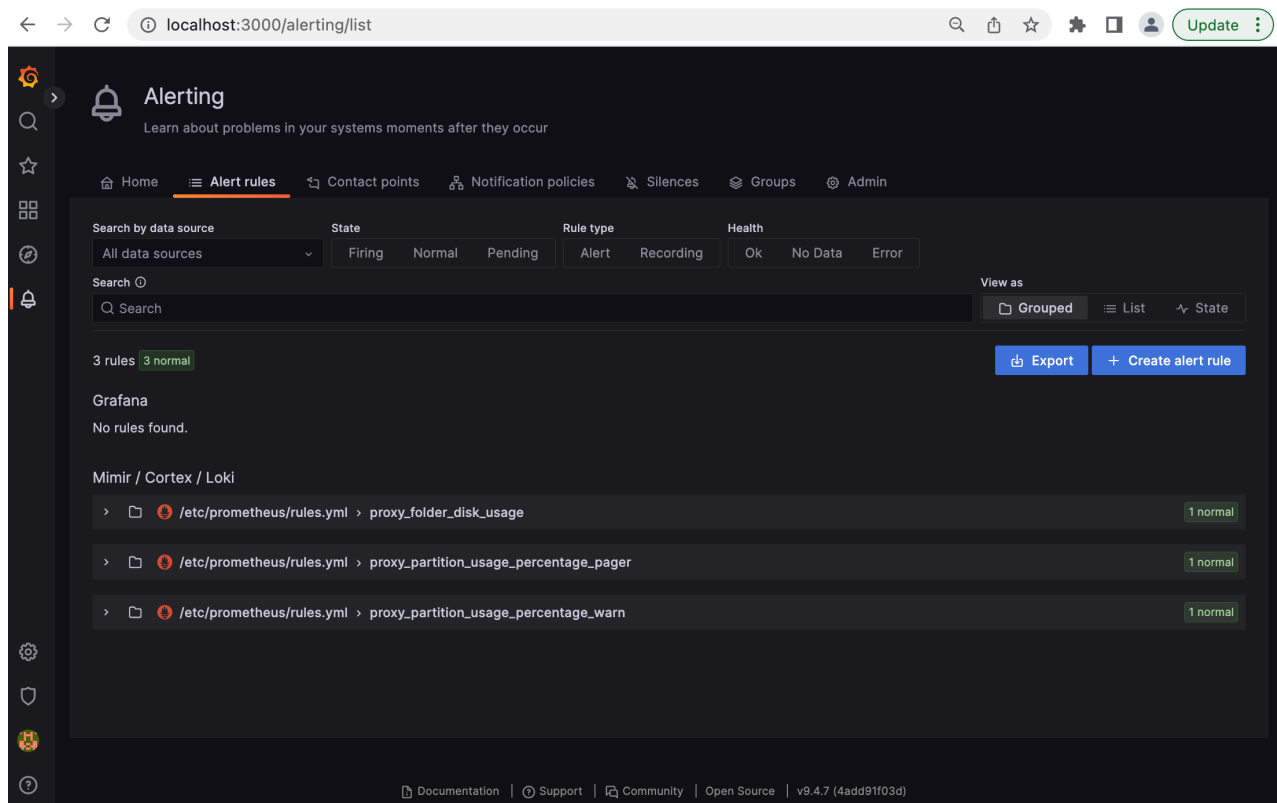 localhost:3000/alerting/list
Update
Alerting
Learn about problems in your systems moments after they occur
Home Alert rules Contact points Notification policies Silences Groups Admin
Search by data source State Rule type Health
All data sources Firing Normal Pending Alert Recording Ok No Data Error
Search View as
Search Grouped List State
3 rules 3 normal Export + Create alert rule
Grafana
No rules found.
Mimir / Cortex / Loki
/etc/prometheus/rules.yml > proxy_folder_disk_usage 1 normal
/etc/prometheus/rules.yml > proxy_partition_usage_percentage_pager 1 normal
/etc/prometheus/rules.yml > proxy_partition_usage_percentage_warn 1 normal
Documentation | Support | Community | Open Source | v9.4.7 (4add91f03d)